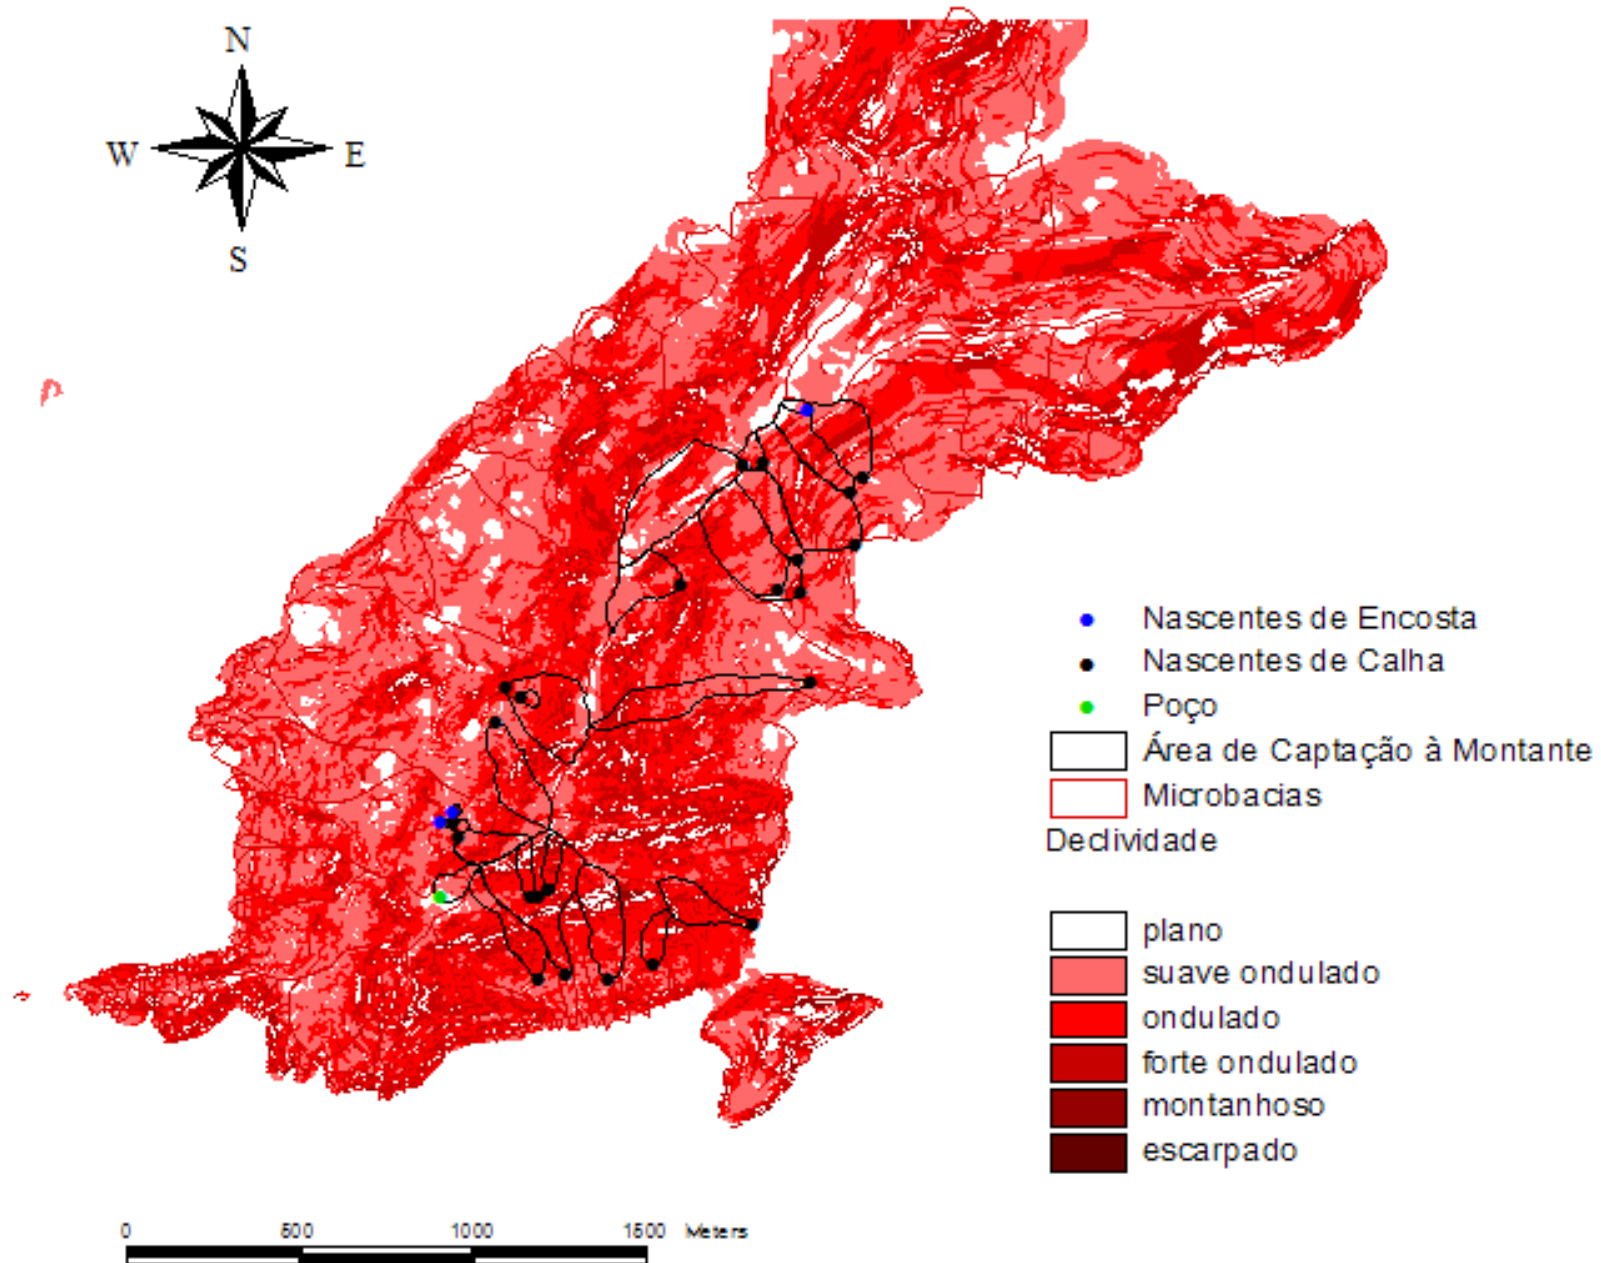 N
W E
S
Nascentes de Encosta
Nascentes de Calha
Poço
Área de Captação à Montante
Microbacias
Declividade
plano
suave ondulado
ondulado
forte ondulado
montanhoso
escarpado
0 500 1000 1500 Meters